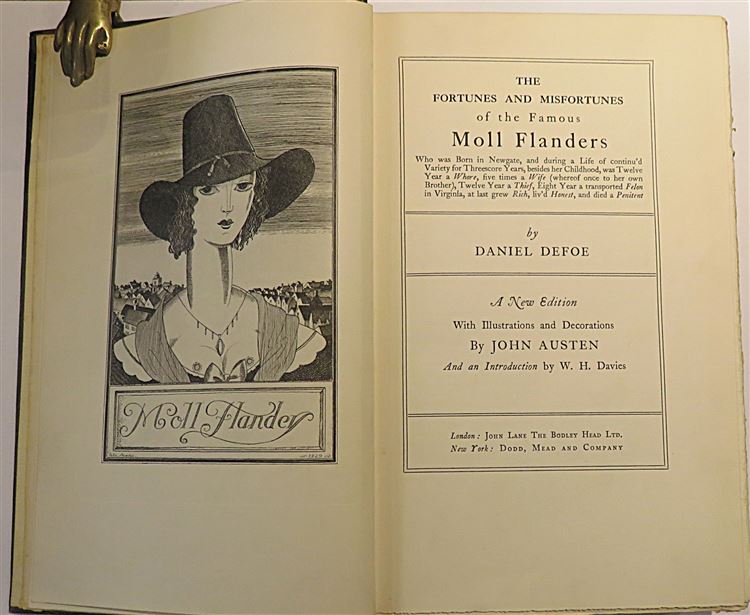 Moll Flanders
1929
THE
FORTUNES AND MISFORTUNES
of the Famous
Moll Flanders
Who was Born in Newgate, and during a Life of continu'd
Variety for Threescore Years, besides her Childhood, was Twelve
Year a Whore, five times a Wife (whereof once to her own
Brother), Twelve Year a Thief, Eight Year a transported Felon
in Virginia, at last grew Rich, liv'd Honest, and died a Penitent
by
DANIEL DEFOE
A New Edition
With Illustrations and Decorations
By JOHN AUSTEN
And an Introduction by W. H. Davies
London: JOHN LANE THE BODLEY HEAD LTD.
New York: DODD, MEAD AND COMPANY